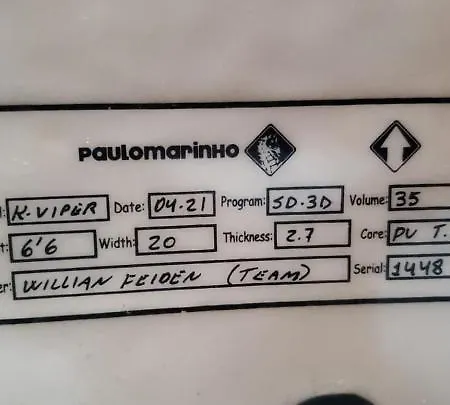 PAULOMARINHO
K-VIPER Date: 04.21 Program: SD.3D Volume: 35
6'6 Width: 20 Thickness: 2.7 Core: PU T.
WILLIAN FEIDEN (TEAM) Serial: 1448